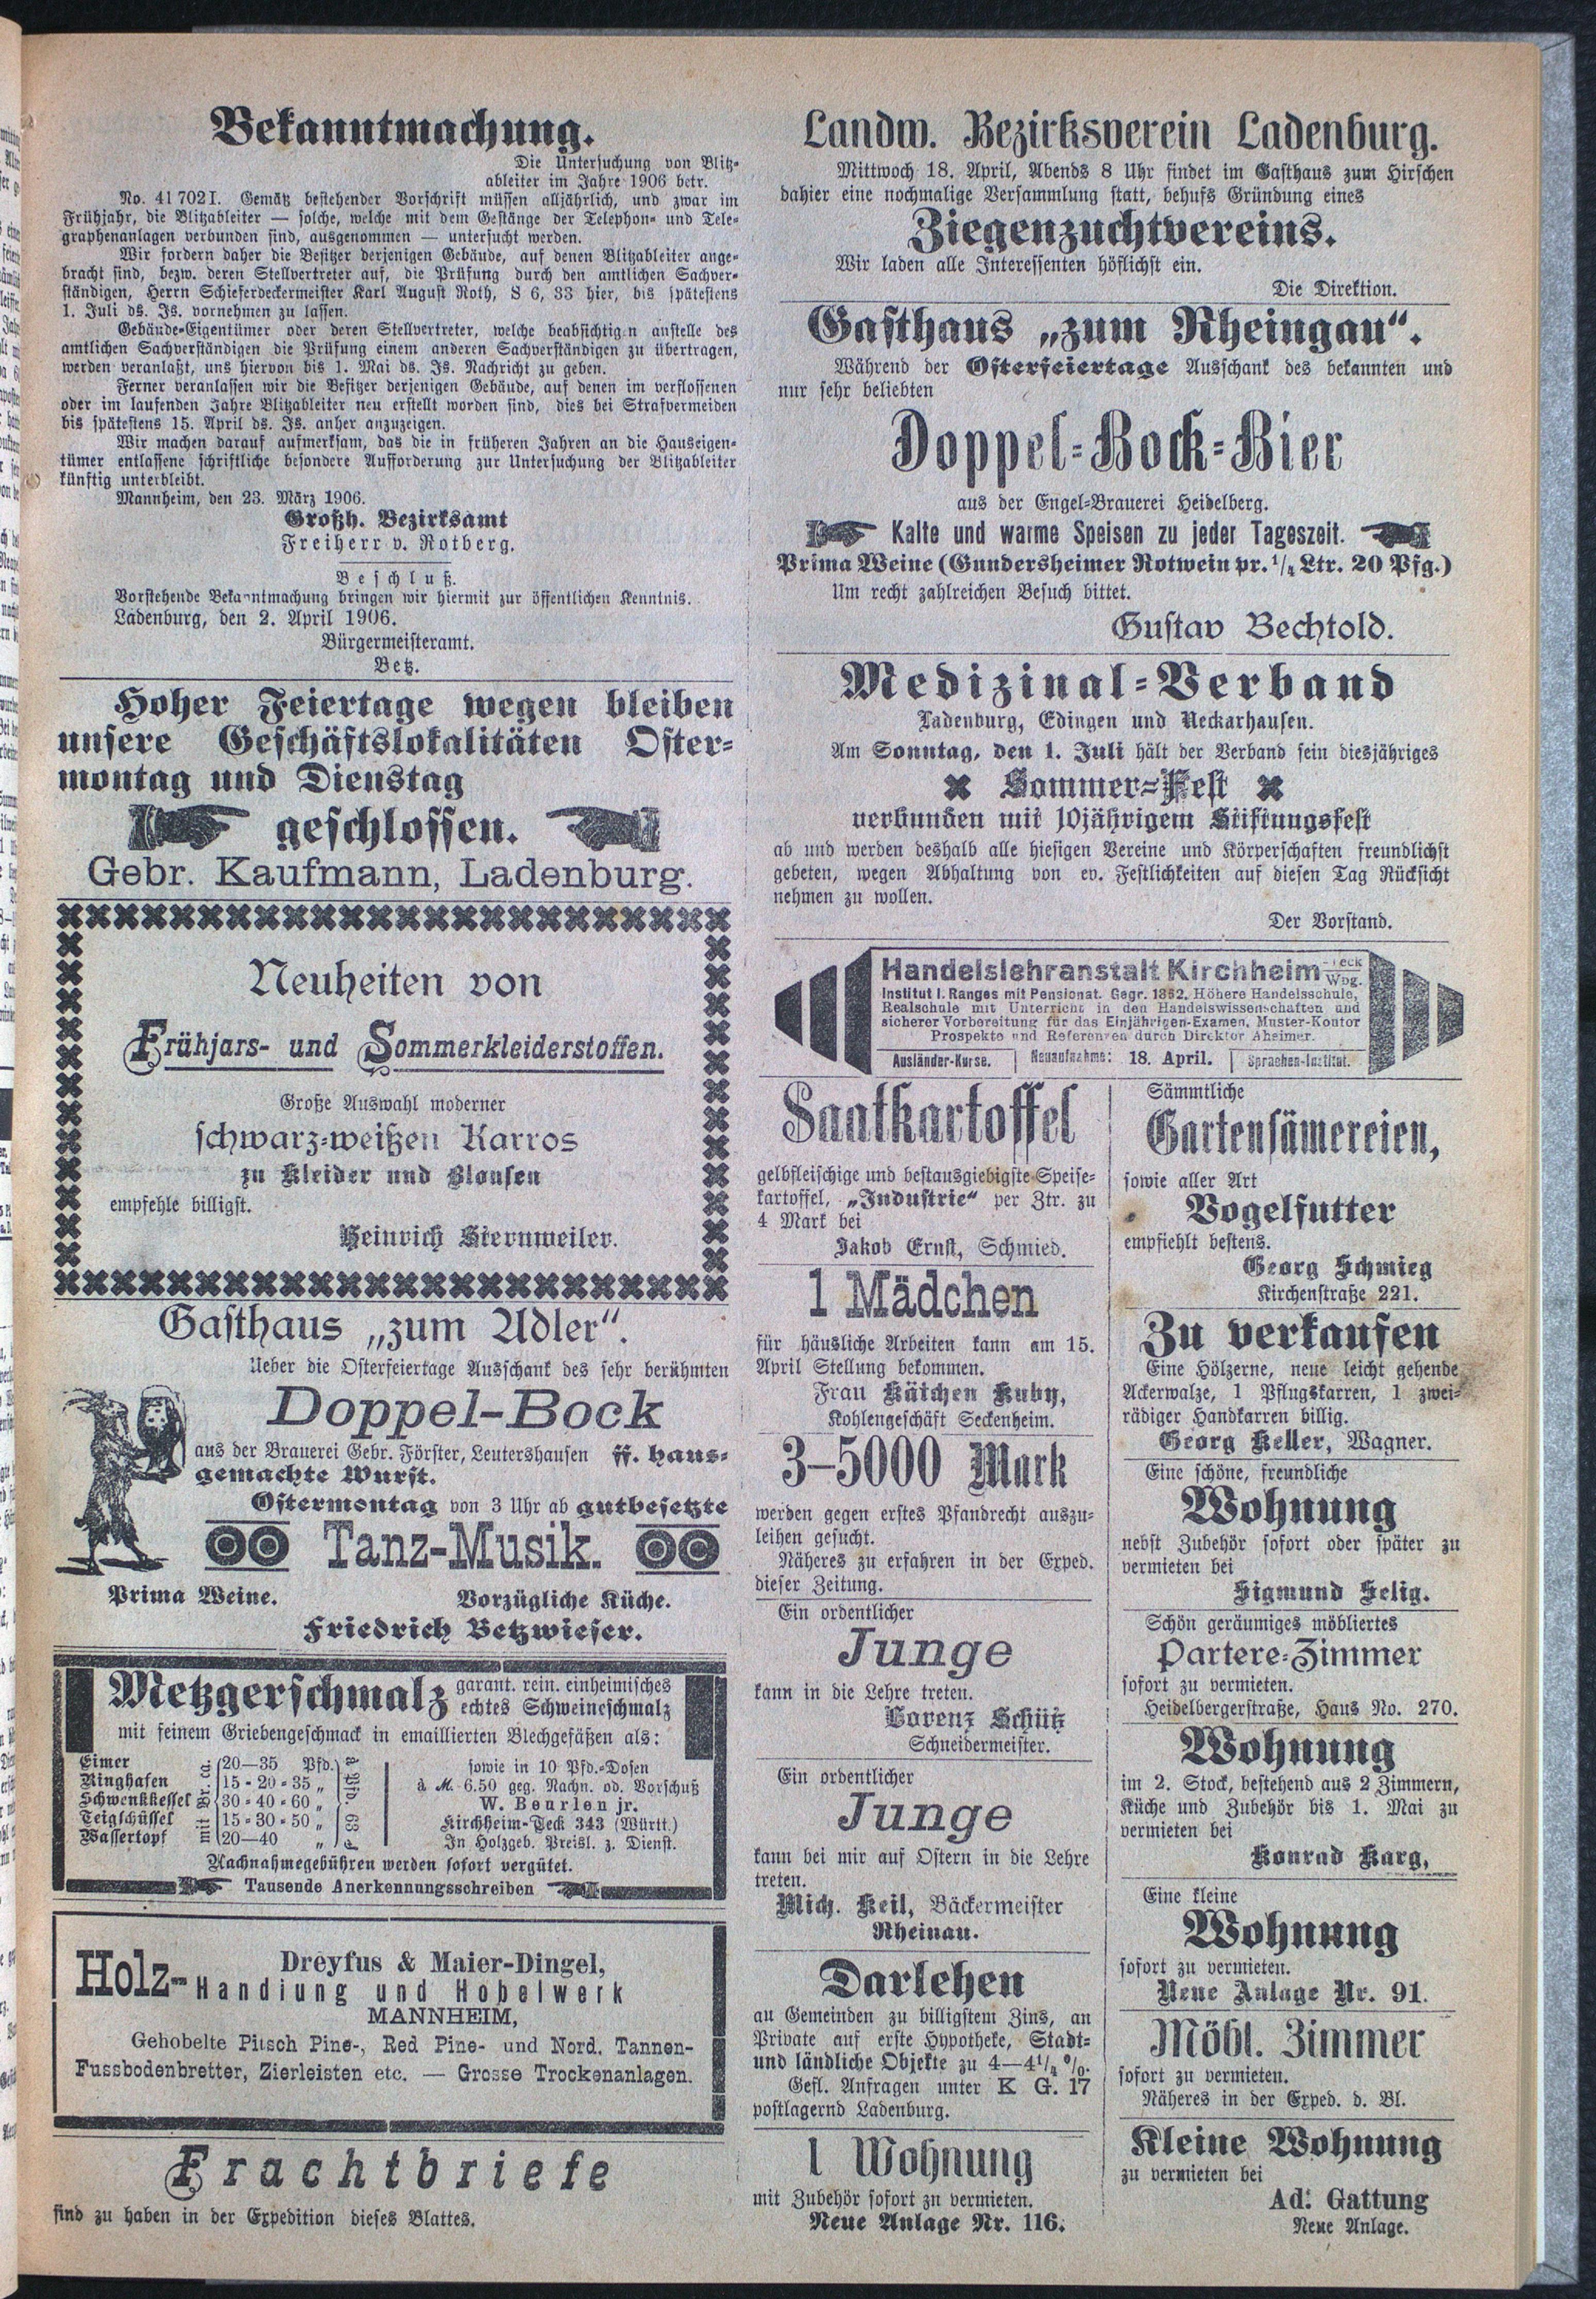 Bekanntmachung.
Die Untersuchung von Blitz-
ableiter im Jahre 1906 betr.
No. 41 702 I. Gemäß bestehender Vorschrift müssen alljährlich, und zwar im
Frühjahr, die Blitzableiter — solche, welche mit dem Gestänge der Telephon- und Tele-
graphenanlagen verbunden sind, ausgenommen — untersucht werden.
Wir fordern daher die Besitzer derjenigen Gebäude, auf denen Blitzableiter ange-
bracht sind, bezw. deren Stellvertreter auf, die Prüfung durch den amtlichen Sachver-
ständigen, Herrn Schieferdeckermeister Karl August Roth, S 6, 33 hier, bis spätestens
1. Juli ds. Js. vornehmen zu lassen.
Gebäude-Eigentümer oder deren Stellvertreter, welche beabsichtigen anstelle des
amtlichen Sachverständigen die Prüfung einem anderen Sachverständigen zu übertragen,
werden veranlaßt, uns hiervon bis 1. Mai ds. Js. Nachricht zu geben.
Ferner veranlassen wir die Besitzer derjenigen Gebäude, auf denen im verflossenen
oder im laufenden Jahre Blitzableiter neu erstellt worden sind, dies bei Strafvermeiden
bis spätestens 15. April ds. Js. anher anzuzeigen.
Wir machen darauf aufmerksam, das die in früheren Jahren an die Hauseigen-
tümer entlassene schriftliche besondere Aufforderung zur Untersuchung der Blitzableiter
künftig unterbleibt.
Mannheim, den 23. März 1906.
Großh. Bezirksamt
Freiherr v. Rotberg.
Beschluß.
Vorstehende Bekanntmachung bringen wir hiermit zur öffentlichen Kenntnis.
Ladenburg, den 2. April 1906.
Bürgermeisteramt.
Betz.
Hoher Feiertage wegen bleiben
unsere Geschäftslokalitäten Oster-
montag und Dienstag
geschlossen.
Gebr. Kaufmann, Ladenburg.
Neuheiten von
Frühjars- und Sommerkleiderstoffen.
Große Auswahl moderner
schwarz-weißen Karros
zu Kleider und Blousen
empfehle billigst.
Heinrich Sternweiler.
Gasthaus „zum Adler“.
Ueber die Osterfeiertage Ausschank des sehr berühmten
Doppel-Bock
aus der Brauerei Gebr. Förster, Leutershausen ff. haus-
gemachte Wurst.
Ostermontag von 3 Uhr ab gutbesetzte
Tanz-Musik.
Prima Weine. Vorzügliche Küche.
Friedrich Betzwieser.
Metzgerschmalz garant. rein. einheimisches
echtes Schweineschmalz
mit feinem Griebengeschmack in emaillierten Blechgefäßen als:
Eimer 20—35 Pfd.
Ringhafen 15-20-35 „
Schwenkkessel 30-40-60 „
Teigschüssel 15-30-50 „
Wassertopf 20—40 „
sowie in 10 Pfd.-Dosen
à M. 6.50 geg. Nachn. od. Vorschuß
W. Beurlen jr.
Kirchheim-Teck 343 (Württ.)
In Holzgeb. Preisl. z. Dienst.
Nachnahmegebühren werden sofort vergütet.
Tausende Anerkennungsschreiben
Dreyfus & Maier-Dingel,
Holz-Handlung und Hobelwerk
MANNHEIM,
Gehobelte Pitsch Pine-, Red Pine- und Nord. Tannen-
Fussbodenbretter, Zierleisten etc. — Grosse Trockenanlagen.
Frachtbriefe
sind zu haben in der Expedition dieses Blattes.
Landw. Bezirksverein Ladenburg.
Mittwoch 18. April, Abends 8 Uhr findet im Gasthaus zum Hirschen
dahier eine nochmalige Versammlung statt, behufs Gründung eines
Ziegenzuchtvereins.
Wir laden alle Interessenten höflichst ein.
Die Direktion.
Gasthaus „zum Rheingau“.
Während der Osterfeiertage Ausschank des bekannten und
nur sehr beliebten
Doppel-Bock-Bier
aus der Engel-Brauerei Heidelberg.
Kalte und warme Speisen zu jeder Tageszeit.
Prima Weine (Gundersheimer Rotwein pr. 1/4 Ltr. 20 Pfg.)
Um recht zahlreichen Besuch bittet.
Gustav Bechtold.
Medizinal-Verband
Ladenburg, Edingen und Neckarhausen.
Am Sonntag, den 1. Juli hält der Verband sein diesjähriges
Sommer-Fest
verbunden mit 10jährigem Stiftungsfest
ab und werden deshalb alle hiesigen Vereine und Körperschaften freundlichst
gebeten, wegen Abhaltung von ev. Festlichkeiten auf diesen Tag Rücksicht
nehmen zu wollen.
Der Vorstand.
Handelslehranstalt Kirchheim-Teck Wbg.
Institut I. Ranges mit Pensionat. Gegr. 1862. Höhere Handelsschule,
Realschule mit Unterricht in den Handelswissenschaften und
sicherer Vorbereitung für das Einjährigen-Examen, Muster-Kontor
Prospekte und Referenzen durch Direktor Aheimer.
Ausländer-Kurse. Neuaufnahme: 18. April. Sprachen-Institut.
Saatkartoffel
gelbfleischige und bestausgiebigste Speise-
kartoffel, „Industrie“ per Ztr. zu
4 Mark bei
Jakob Ernst, Schmied.
1 Mädchen
für häusliche Arbeiten kann am 15.
April Stellung bekommen.
Frau Kätchen Kuby,
Kohlengeschäft Seckenheim.
3—5000 Mark
werden gegen erstes Pfandrecht auszu-
leihen gesucht.
Näheres zu erfahren in der Exped.
dieser Zeitung.
Ein ordentlicher
Junge
kann in die Lehre treten.
Lorenz Schütz
Schneidermeister.
Ein ordentlicher
Junge
kann bei mir auf Ostern in die Lehre
treten.
Mich. Keil, Bäckermeister
Rheinau.
Darlehen
an Gemeinden zu billigstem Zins, an
Private auf erste Hypotheke, Stadt-
und ländliche Objekte zu 4—4 1/4 %.
Gefl. Anfragen unter K G. 17
postlagernd Ladenburg.
1 Wohnung
mit Zubehör sofort zu vermieten.
Neue Anlage Nr. 116.
Sämmtliche
Gartensämereien,
sowie aller Art
Vogelfutter
empfiehlt bestens.
Georg Schmieg
Kirchenstraße 221.
Zu verkaufen
Eine Hölzerne, neue leicht gehende
Ackerwalze, 1 Pflugskarren, 1 zwei-
rädiger Handkarren billig.
Georg Keller, Wagner.
Eine schöne, freundliche
Wohnung
nebst Zubehör sofort oder später zu
vermieten bei
Sigmund Selig.
Schön geräumiges möbliertes
Partere-Zimmer
sofort zu vermieten.
Heidelbergerstraße, Haus No. 270.
Wohnung
im 2. Stock, bestehend aus 2 Zimmern,
Küche und Zubehör bis 1. Mai zu
vermieten bei
Konrad Karg,
Eine kleine
Wohnung
sofort zu vermieten.
Neue Anlage Nr. 91.
Möbl. Zimmer
sofort zu vermieten.
Näheres in der Exped. d. Bl.
Kleine Wohnung
zu vermieten bei
Ad. Gattung
Neue Anlage.